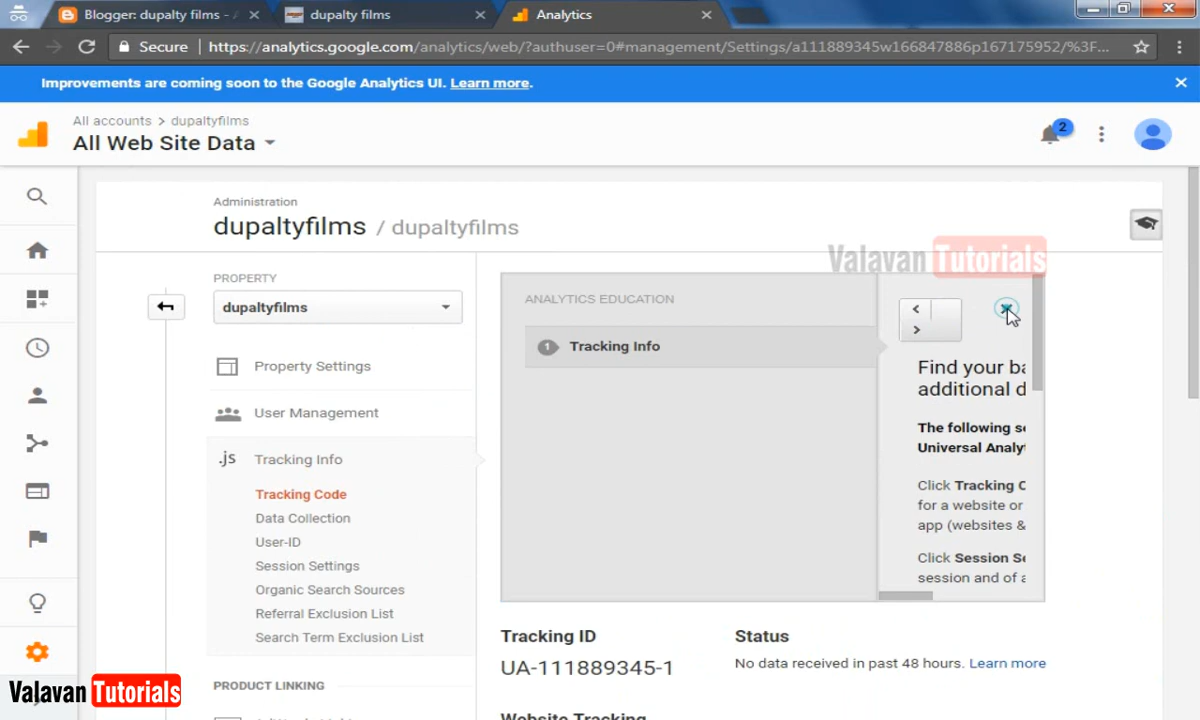 Blogger: dupalty films -
dupalty films
Analytics
Secure
https://analytics.google.com/analytics/web/?authuser=0#management/Settings/a111889345w166847886p167175952/%3F...
Improvements are coming soon to the Google Analytics UI. Learn more.
All accounts > dupaltyfilms
All Web Site Data
2
Administration
dupaltyfilms / dupaltyfilms
Valavan Tutorials
PROPERTY
dupaltyfilms
Property Settings
User Management
.js Tracking Info
Tracking Code
Data Collection
User-ID
Session Settings
Organic Search Sources
Referral Exclusion List
Search Term Exclusion List
PRODUCT LINKING
ANALYTICS EDUCATION
1 Tracking Info
< >
Find your ba
additional d
The following se
Universal Analy
Click Tracking C
for a website or
app (websites &
Click Session Se
session and of a
Tracking ID
UA-111889345-1
Status
No data received in past 48 hours. Learn more
Website Tracking
Valavan Tutorials